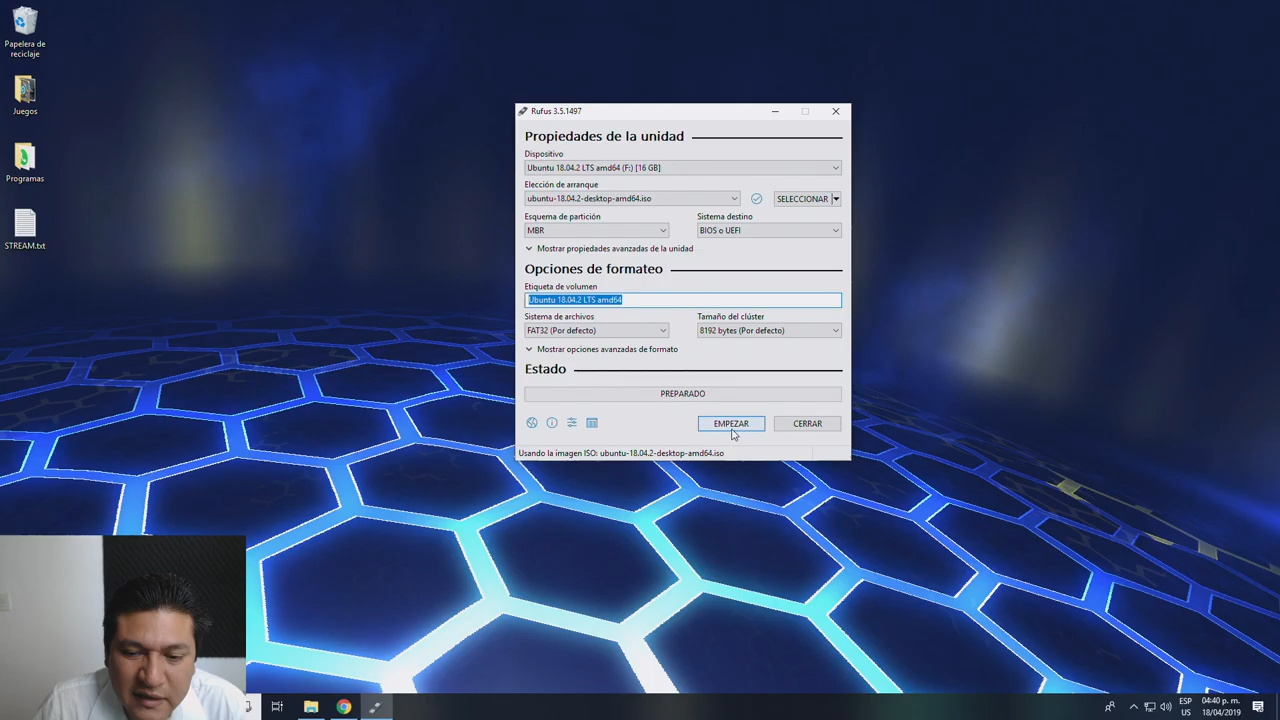 Papelera de
reciclaje
Juegos
Programas
STREAM.txt
Rufus 3.5.1497
Propiedades de la unidad
Dispositivo
Ubuntu 18.04.2 LTS amd64 (F:) [16 GB]
Elección de arranque
ubuntu-18.04.2-desktop-amd64.iso
SELECCIONAR
Esquema de partición
Sistema destino
MBR
BIOS o UEFI
Mostrar propiedades avanzadas de la unidad
Opciones de formateo
Etiqueta de volumen
Ubuntu 18.04.2 LTS amd64
Sistema de archivos
Tamaño del clúster
FAT32 (Por defecto)
8192 bytes (Por defecto)
Mostrar opciones avanzadas de formato
Estado
PREPARADO
EMPEZAR
CERRAR
Usando la imagen ISO: ubuntu-18.04.2-desktop-amd64.iso
ESP
US
04:40 p. m.
18/04/2019